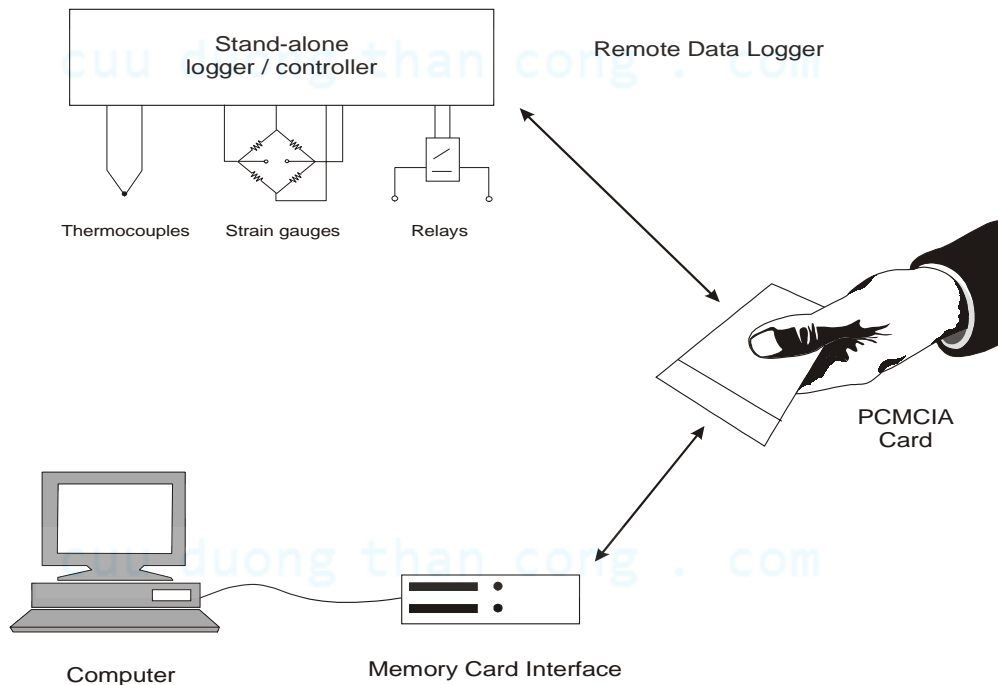 Stand-alone
logger / controller
Remote Data Logger
cuu duong than cong . com
Thermocouples
Strain gauges
Relays
PCMCIA
Card
cuu duong than cong . com
Computer
Memory Card Interface